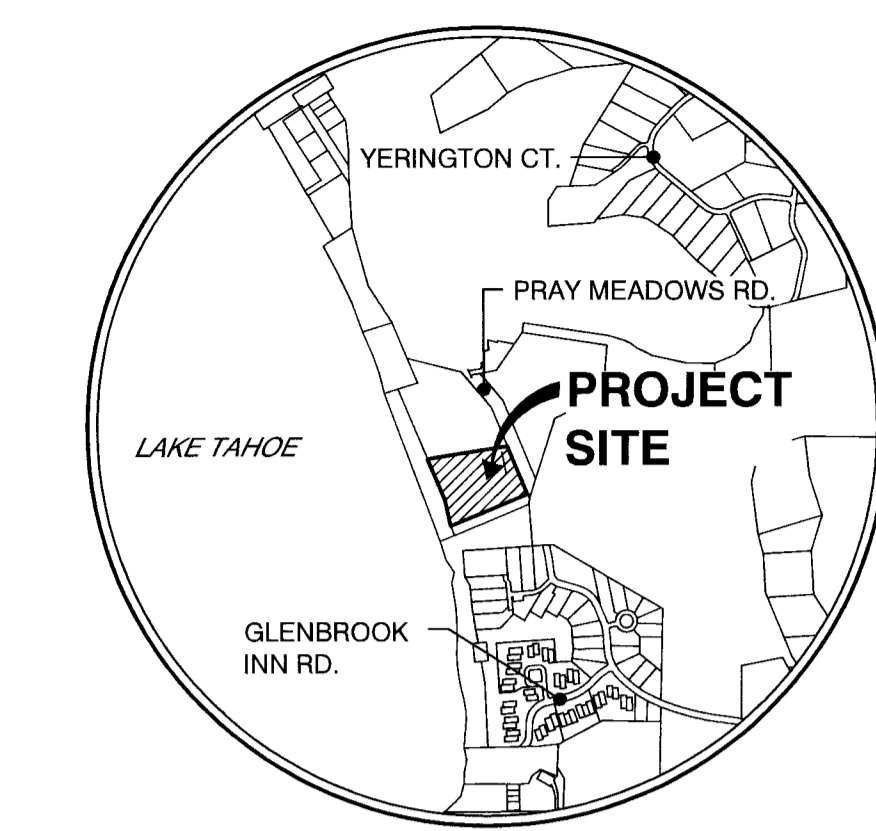 YERINGTON CT.
PRAY MEADOWS RD.
PROJECT
SITE
LAKE TAHOE
GLENBROOK
INN RD.